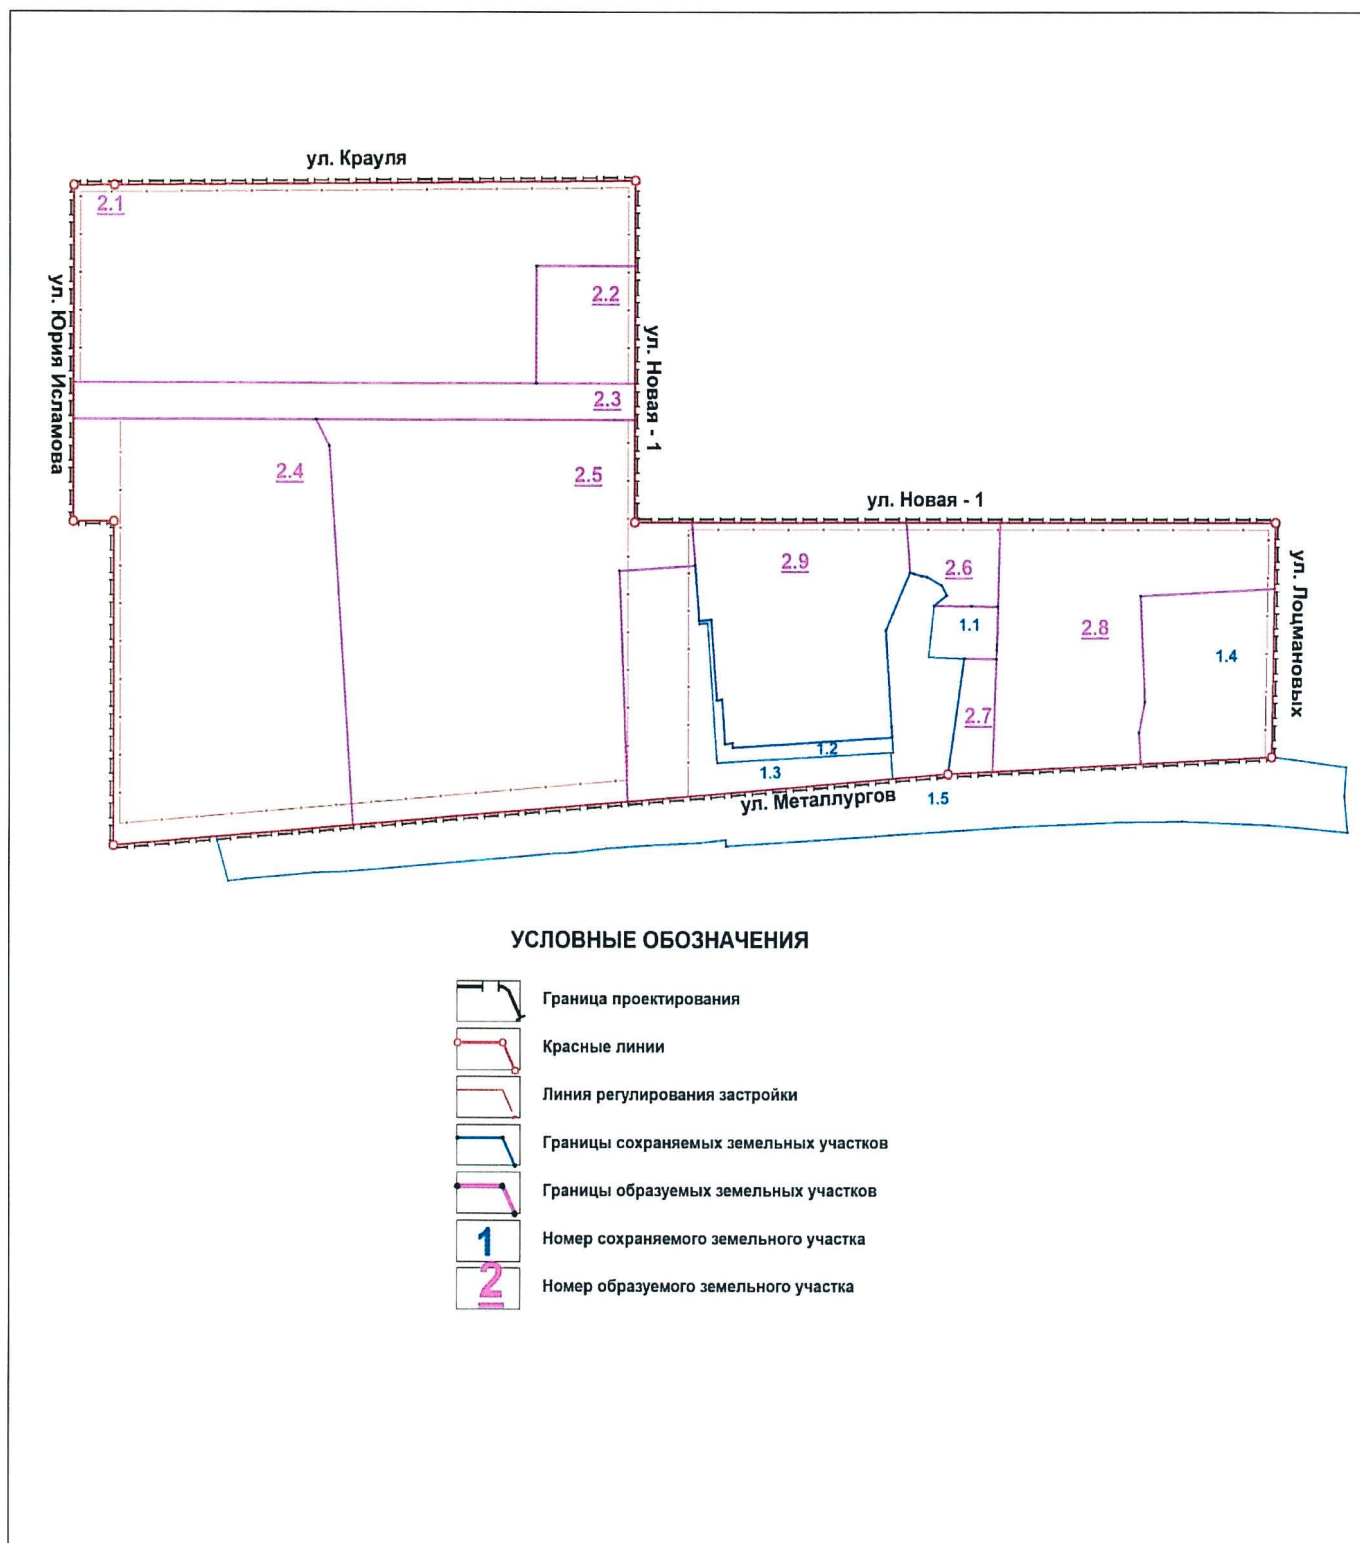 ул. Крауля
2.1
2.2
ул. Юрия Исламова
ул. Новая - 1
2.3
2.4
2.5
ул. Новая - 1
2.9
2.6
ул. Лоцмановых
1.1
2.8
1.4
2.7
1.2
1.3
ул. Металлургов
1.5
УСЛОВНЫЕ ОБОЗНАЧЕНИЯ
Граница проектирования
Красные линии
Линия регулирования застройки
Границы сохраняемых земельных участков
Границы образуемых земельных участков
1 Номер сохраняемого земельного участка
2 Номер образуемого земельного участка